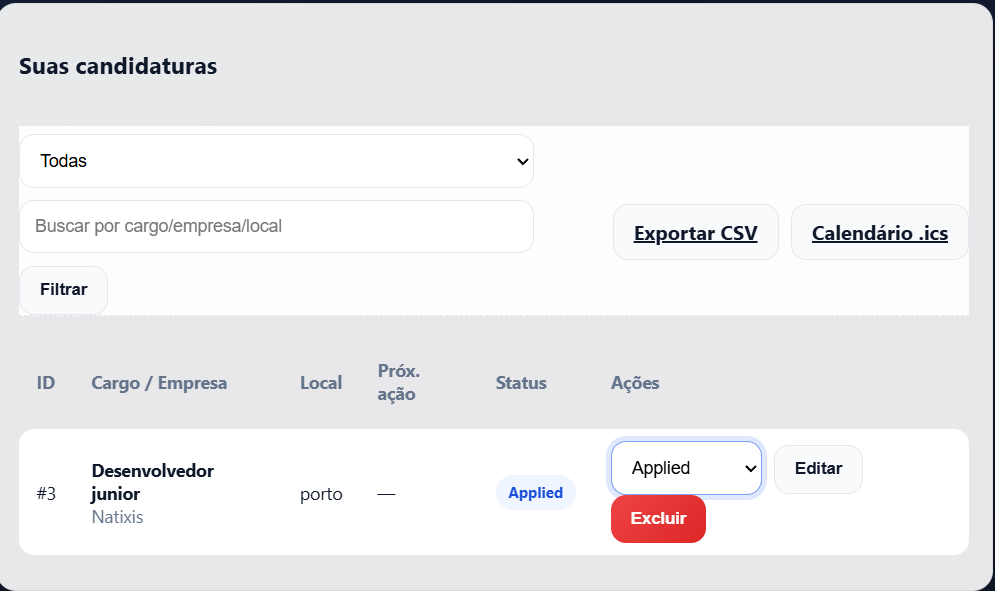 Suas candidaturas
Todas
Buscar por cargo/empresa/local
Exportar CSV
Calendário .ics
Filtrar
ID
Cargo / Empresa
Local
Próx.
ação
Status
Ações
#3
Desenvolvedor
junior
Natixis
porto
—
Applied
Applied
Editar
Excluir